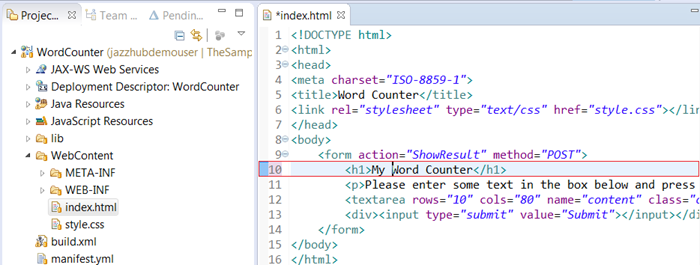 Projec...
Team ...
Pendin...
WordCounter (jazzhubdemouser | TheSamp
JAX-WS Web Services
Deployment Descriptor: WordCounter
Java Resources
JavaScript Resources
lib
WebContent
META-INF
WEB-INF
index.html
style.css
build.xml
manifest.yml
*index.html
1 <!DOCTYPE html>
2 <html>
3 <head>
4 <meta charset="ISO-8859-1">
5 <title>Word Counter</title>
6 <link rel="stylesheet" type="text/css" href="style.css"></lin
7 </head>
8 <body>
9 <form action="ShowResult" method="POST">
10 <h1>My Word Counter</h1>
11 <p>Please enter some text in the box below and press
12 <textarea rows="10" cols="80" name="content" class="c
13 <div><input type="submit" value="Submit"></input></di
14 </form>
15 </body>
16 </html>